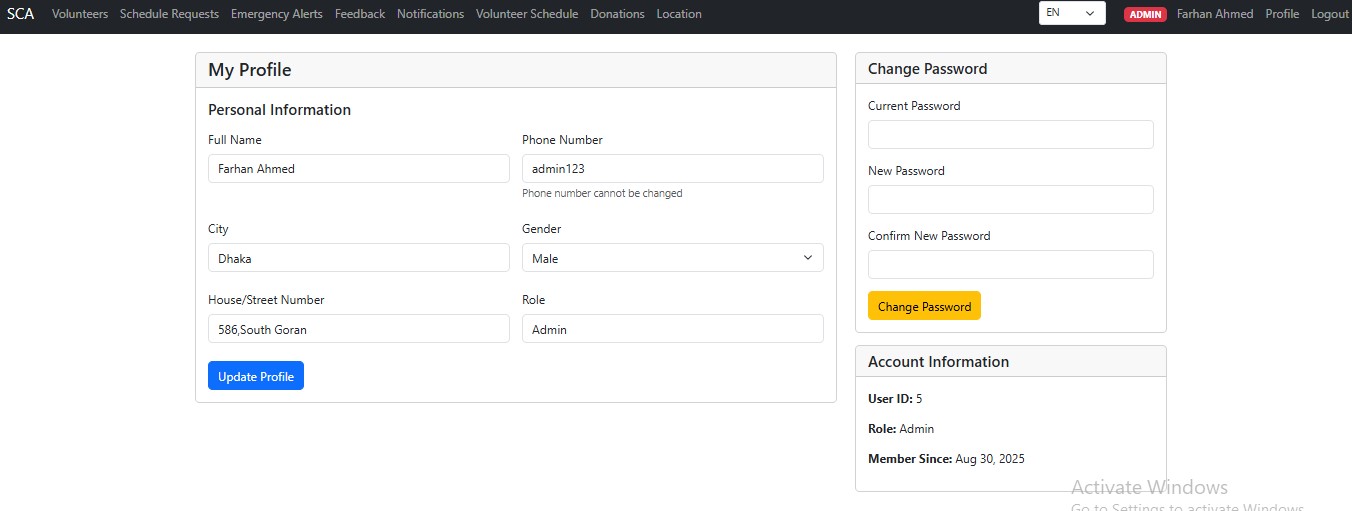 SCA Volunteers Schedule Requests Emergency Alerts Feedback Notifications Volunteer Schedule Donations Location EN ADMIN Farhan Ahmed Profile Logout
My Profile
Personal Information
Full Name Phone Number
Farhan Ahmed admin123
Phone number cannot be changed
City Gender
Dhaka Male
House/Street Number Role
586,South Goran Admin
Update Profile
Change Password
Current Password
New Password
Confirm New Password
Change Password
Account Information
User ID: 5
Role: Admin
Member Since: Aug 30, 2025
Activate Windows
Go to Settings to activate Windows.